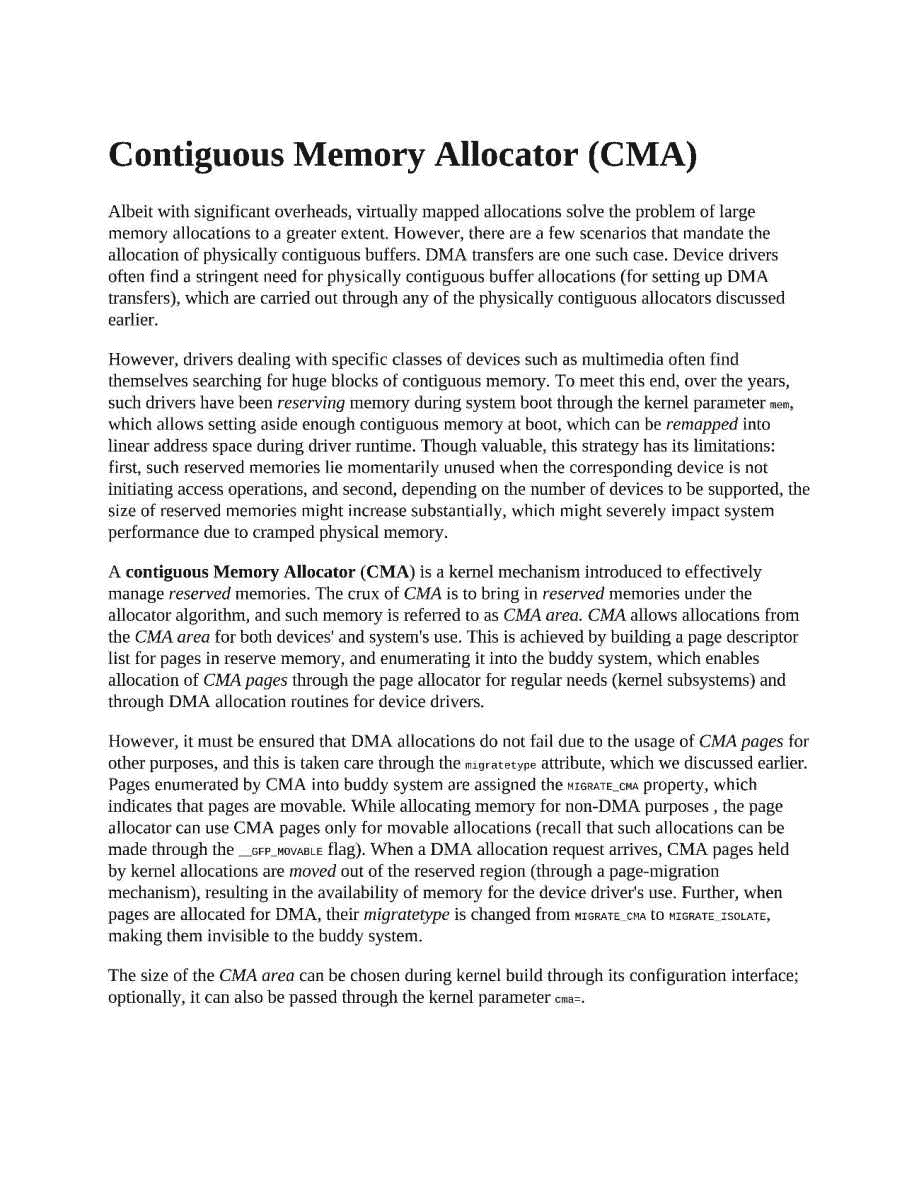 Contiguous Memory Allocator (CMA)
Albeit with significant overheads, virtually mapped allocations solve the problem of large
memory allocations to a greater extent. However, there are a few scenarios that mandate the
allocation of physically contiguous buffers. DMA transfers are one such case. Device drivers
often find a stringent need for physically contiguous buffer allocations (for setting up DMA
transfers), which are carried out through any of the physically contiguous allocators discussed
earlier.
However, drivers dealing with specific classes of devices such as multimedia often find
themselves searching for huge blocks of contiguous memory. To meet this end, over the years,
such drivers have been reserving memory during system boot through the kernel parameter mem,
which allows setting aside enough contiguous memory at boot, which can be remapped into
linear address space during driver runtime. Though valuable, this strategy has its limitations:
first, such reserved memories lie momentarily unused when the corresponding device is not
initiating access operations, and second, depending on the number of devices to be supported, the
size of reserved memories might increase substantially, which might severely impact system
performance due to cramped physical memory.
A contiguous Memory Allocator (CMA) is a kernel mechanism introduced to effectively
manage reserved memories. The crux of CMA is to bring in reserved memories under the
allocator algorithm, and such memory is referred to as CMA area. CMA allows allocations from
the CMA area for both devices' and system's use. This is achieved by building a page descriptor
list for pages in reserve memory, and enumerating it into the buddy system, which enables
allocation of CMA pages through the page allocator for regular needs (kernel subsystems) and
through DMA allocation routines for device drivers.
However, it must be ensured that DMA allocations do not fail due to the usage of CMA pages for
other purposes, and this is taken care through the migratetype attribute, which we discussed earlier.
Pages enumerated by CMA into buddy system are assigned the MIGRATE_CMA property, which
indicates that pages are movable. While allocating memory for non-DMA purposes , the page
allocator can use CMA pages only for movable allocations (recall that such allocations can be
made through the __GFP_MOVABLE flag). When a DMA allocation request arrives, CMA pages held
by kernel allocations are moved out of the reserved region (through a page-migration
mechanism), resulting in the availability of memory for the device driver's use. Further, when
pages are allocated for DMA, their migratetype is changed from MIGRATE_CMA to MIGRATE_ISOLATE,
making them invisible to the buddy system.
The size of the CMA area can be chosen during kernel build through its configuration interface;
optionally, it can also be passed through the kernel parameter cma=.